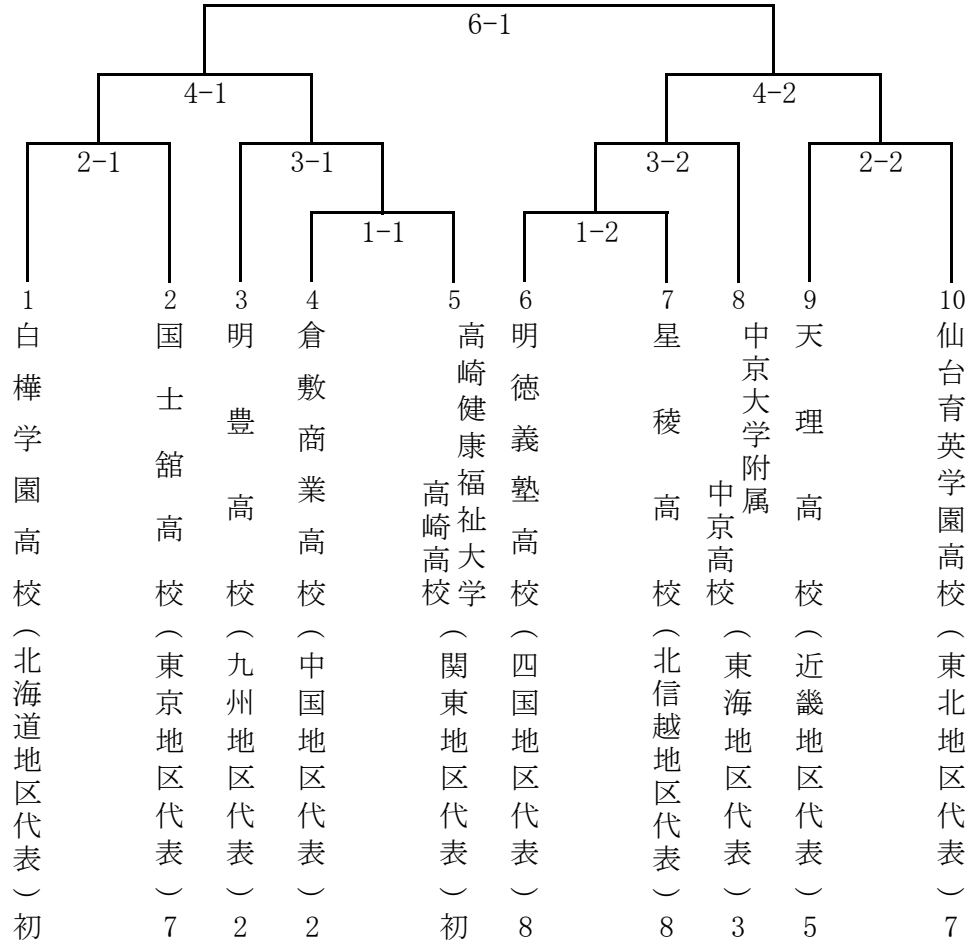 6-1
4-1
4-2
2-1
3-1
3-2
2-2
1-1
1-2
1
白樺学園高校(北海道地区代表)初
2
国士舘高校(東京地区代表)7
3
明豊高校(九州地区代表)2
4
倉敷商業高校(中国地区代表)2
5
高崎健康福祉大学
高崎高校(関東地区代表)初
6
明徳義塾高校(四国地区代表)8
7
星稜高校(北信越地区代表)8
8
中京大学附属
中京高校(東海地区代表)3
9
天理高校(近畿地区代表)5
10
仙台育英学園高校(東北地区代表)7